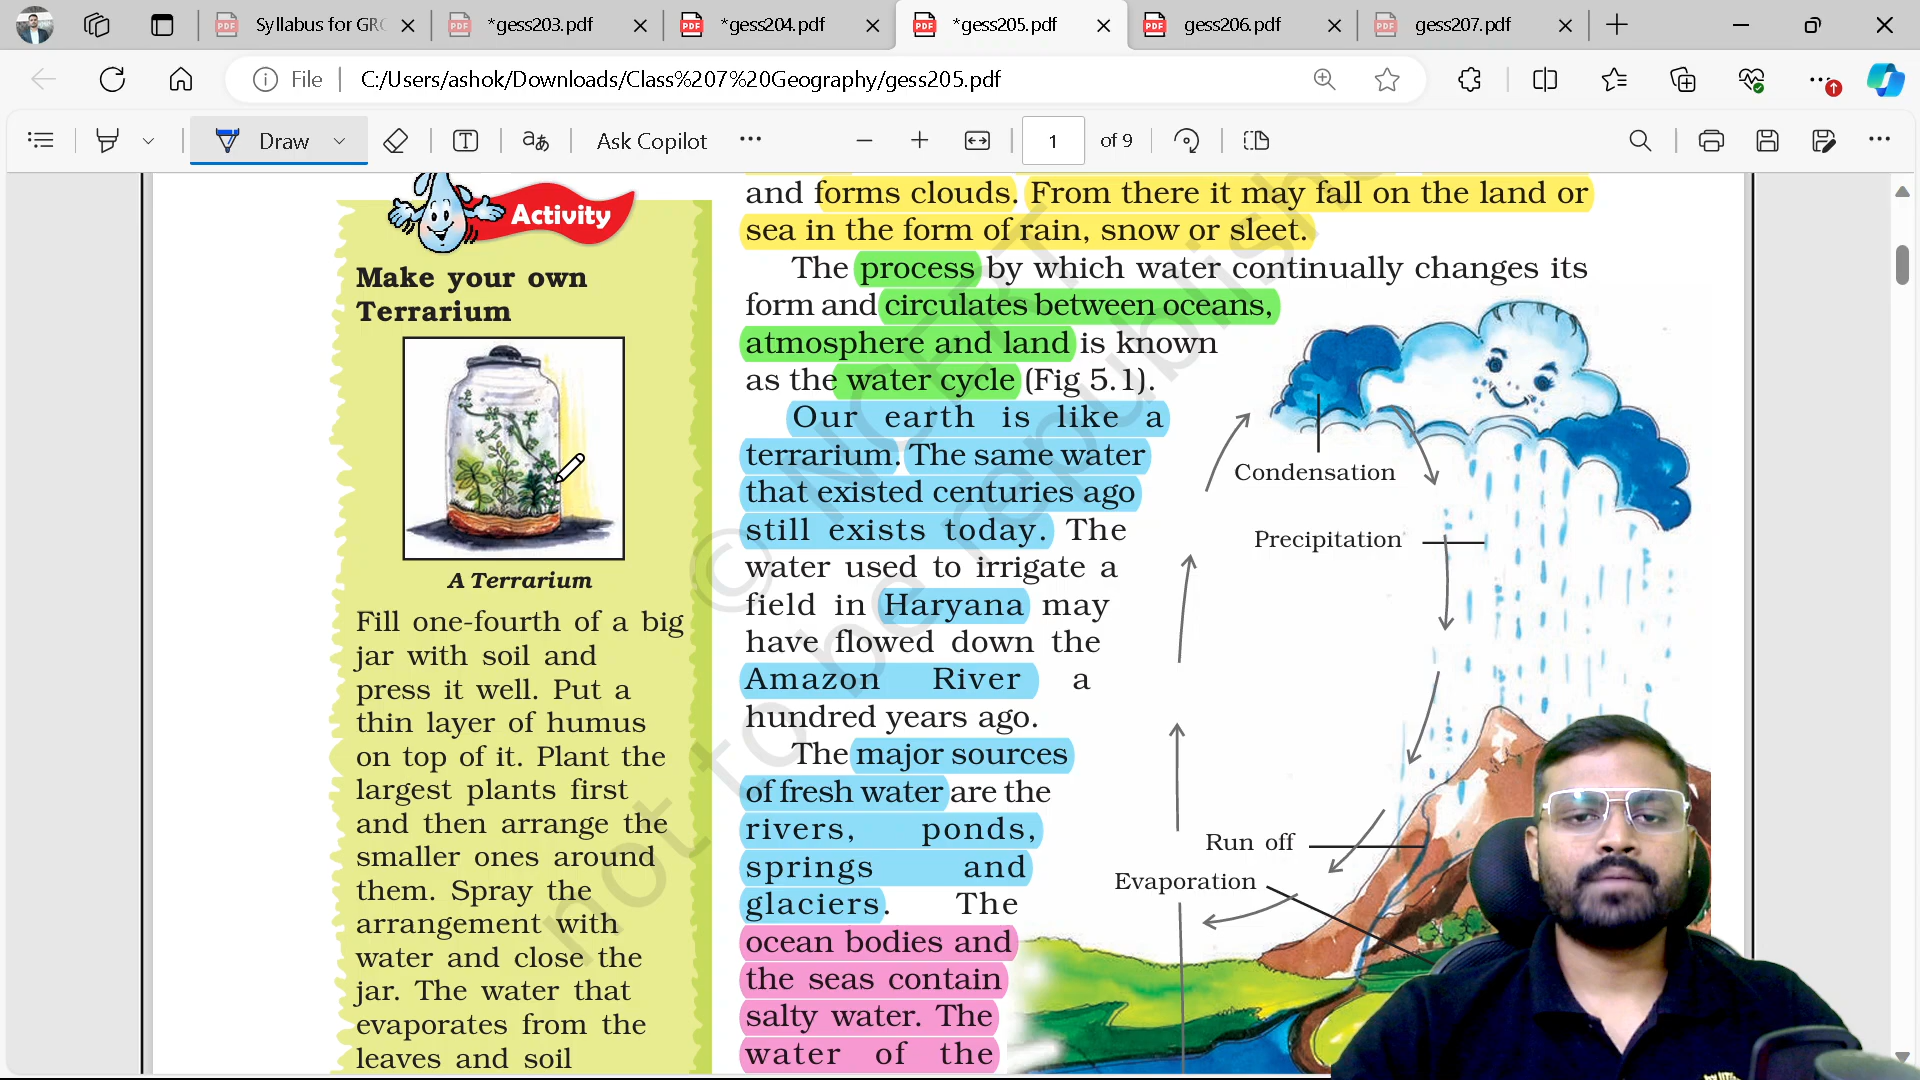 Syllabus for GR
*gess203.pdf
*gess204.pdf
*gess205.pdf
gess206.pdf
gess207.pdf
File
C:/Users/ashok/Downloads/Class%207%20Geography/gess205.pdf
Draw
Ask Copilot
1 of 9
Activity
Make your own
Terrarium
A Terrarium
Fill one-fourth of a big
jar with soil and
press it well. Put a
thin layer of humus
on top of it. Plant the
largest plants first
and then arrange the
smaller ones around
them. Spray the
arrangement with
water and close the
jar. The water that
evaporates from the
leaves and soil
and forms clouds. From there it may fall on the land or
sea in the form of rain, snow or sleet.
The process by which water continually changes its
form and circulates between oceans,
atmosphere and land is known
as the water cycle (Fig 5.1).
Our earth is like a
terrarium. The same water
that existed centuries ago
still exists today. The
water used to irrigate a
field in Haryana may
have flowed down the
Amazon River a
hundred years ago.
The major sources
of fresh water are the
rivers, ponds,
springs and
glaciers. The
ocean bodies and
the seas contain
salty water. The
water of the
Condensation
Precipitation
Run off
Evaporation
© NCERT
not to be republished